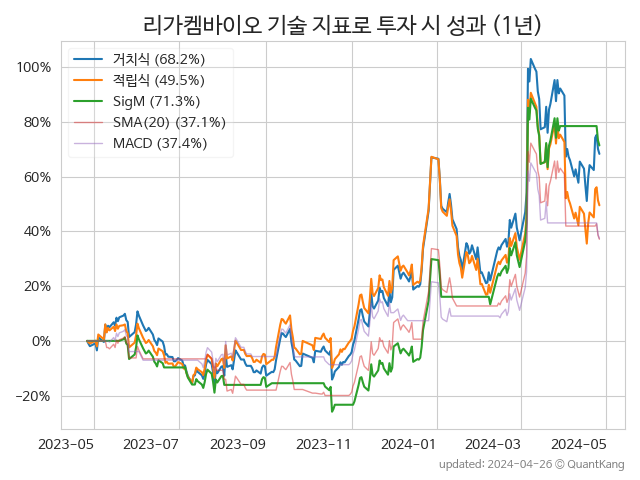 리가켐바이오 기술 지표로 투자 시 성과 (1년)
거치식 (68.2%)
적립식 (49.5%)
SigM (71.3%)
SMA(20) (37.1%)
MACD (37.4%)
100%
80%
60%
40%
20%
0%
−20%
2023-05 2023-07 2023-09 2023-11 2024-01 2024-03 2024-05
updated: 2024-04-26 © QuantKang